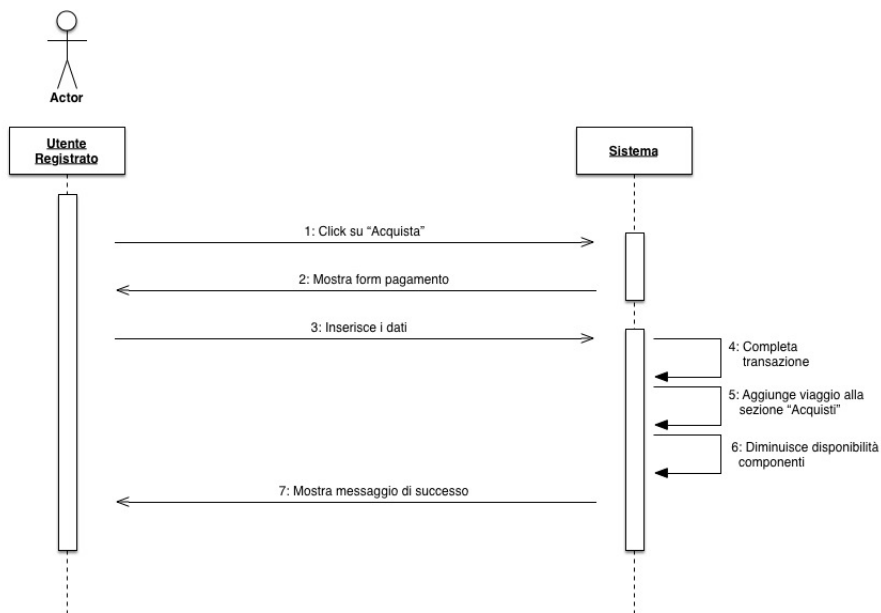 Actor
Utente
Registrato
Sistema
1: Click su “Acquista”
2: Mostra form pagamento
3: Inserisce i dati
4: Completa
transazione
5: Aggiunge viaggio alla
sezione “Acquisti”
6: Diminuisce disponibilità
componenti
7: Mostra messaggio di successo